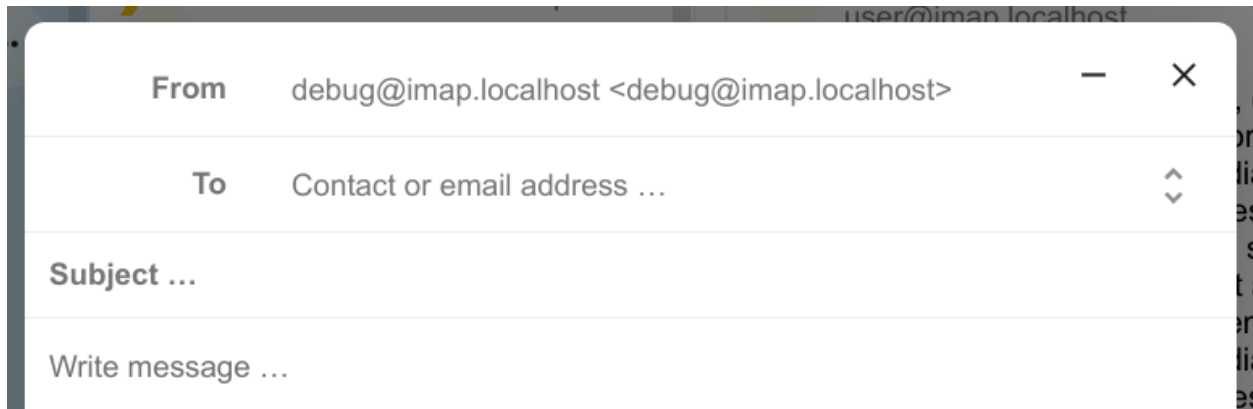 user@imap.localhost
From debug@imap.localhost <debug@imap.localhost>
To Contact or email address …
Subject …
Write message …